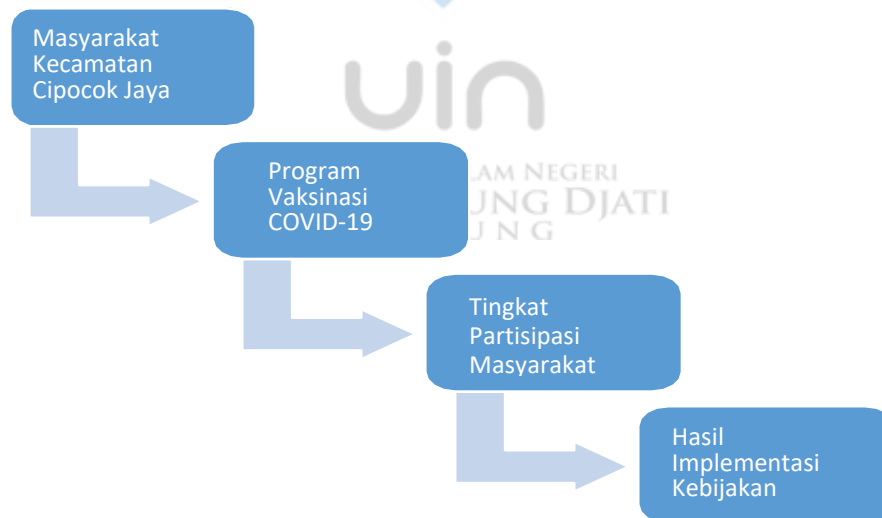 Masyarakat
Kecamatan
Cipocok Jaya
uin
Program
Vaksinasi
COVID-19
LAM NEGERI
UNG DJATI
UNG
Tingkat
Partisipasi
Masyarakat
Hasil
Implementasi
Kebijakan